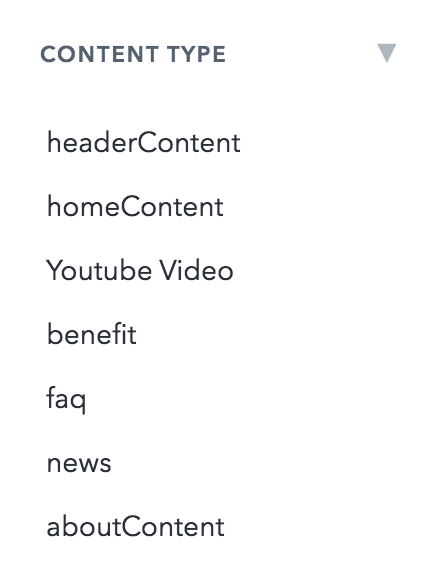 CONTENT TYPE
headerContent
homeContent
Youtube Video
benefit
faq
news
aboutContent